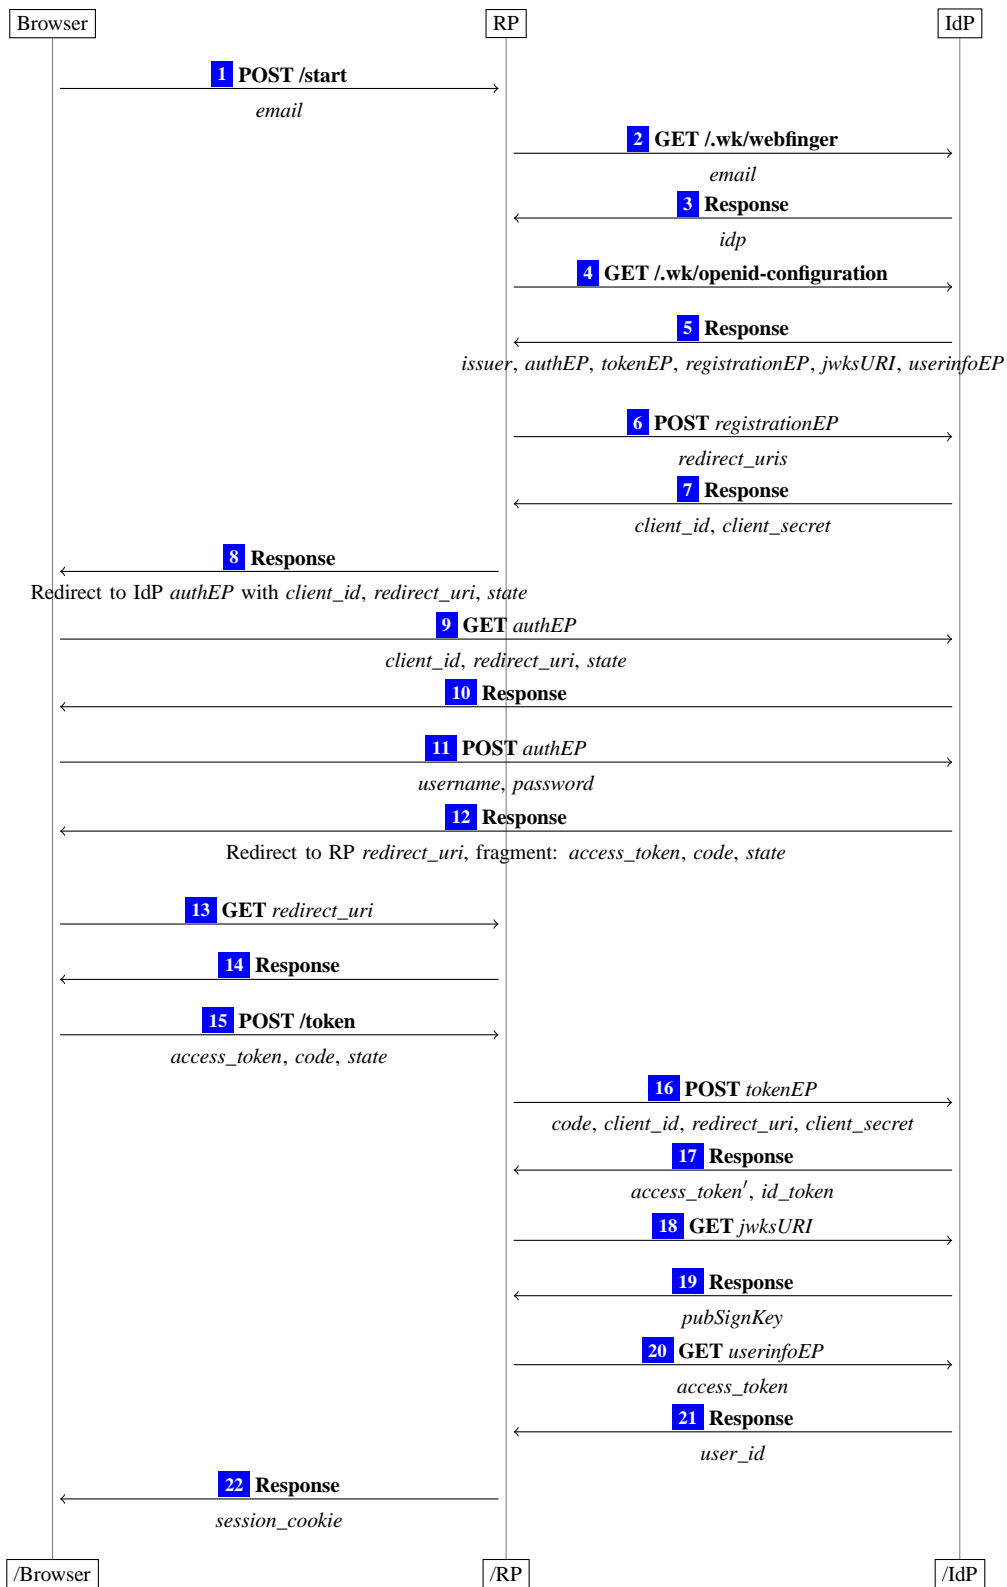 Browser RP IdP
1 POST /start
email
2 GET /.wk/webfinger
email
3 Response
idp
4 GET /.wk/openid-configuration
5 Response
issuer, authEP, tokenEP, registrationEP, jwksURI, userinfoEP
6 POST registrationEP
redirect_uris
7 Response
client_id, client_secret
8 Response
Redirect to IdP authEP with client_id, redirect_uri, state
9 GET authEP
client_id, redirect_uri, state
10 Response
11 POST authEP
username, password
12 Response
Redirect to RP redirect_uri, fragment: access_token, code, state
13 GET redirect_uri
14 Response
15 POST /token
access_token, code, state
16 POST tokenEP
code, client_id, redirect_uri, client_secret
17 Response
access_token′, id_token
18 GET jwksURI
19 Response
pubSignKey
20 GET userinfoEP
access_token
21 Response
user_id
22 Response
session_cookie
/Browser /RP /IdP